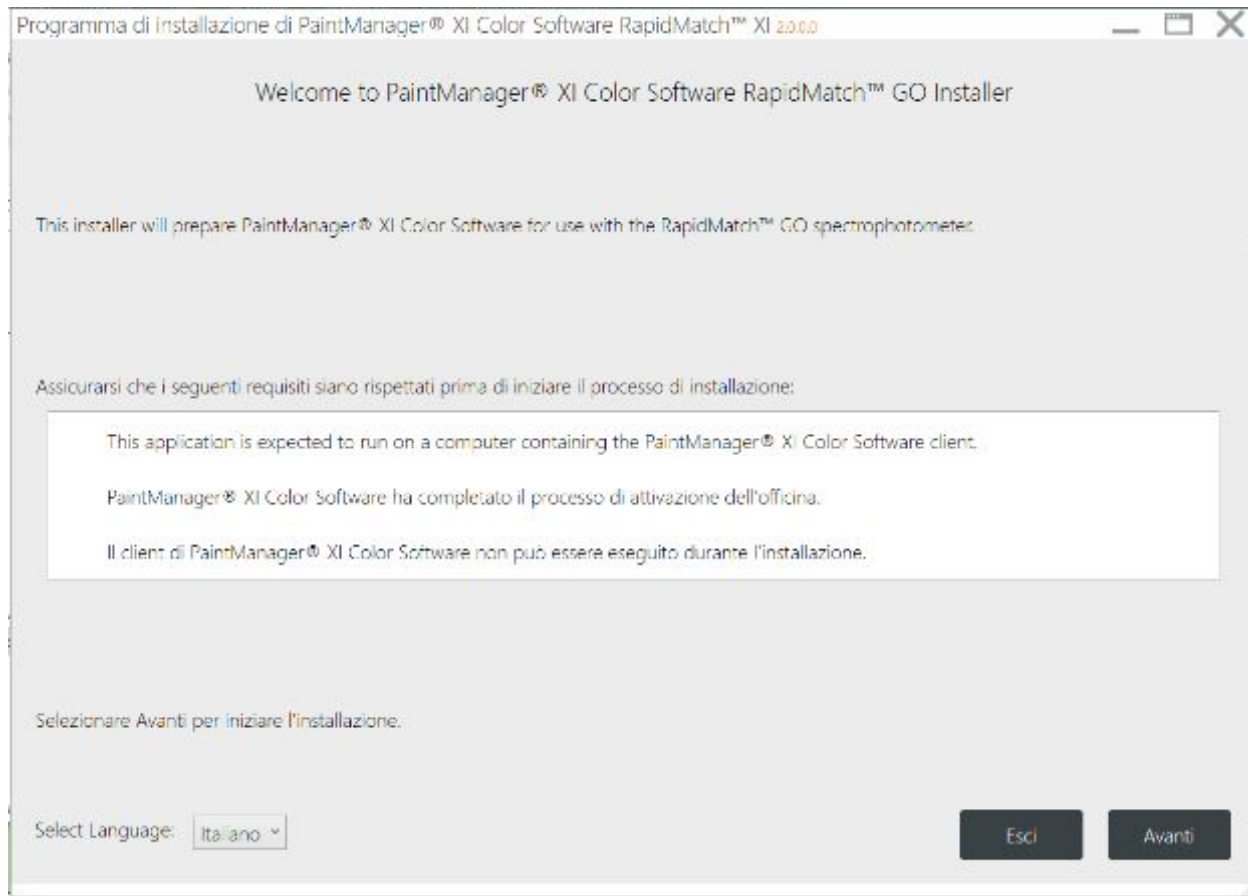 Programma di installazione di PaintManager® XI Color Software RapidMatch™ XI 2.0.0.0
Welcome to PaintManager® XI Color Software RapidMatch™ GO Installer
This installer will prepare PaintManager® XI Color Software for use with the RapidMatch™ GO spectrophotometer.
Assicurarsi che i seguenti requisiti siano rispettati prima di iniziare il processo di installazione:
This application is expected to run on a computer containing the PaintManager® XI Color Software client.
PaintManager® XI Color Software ha completato il processo di attivazione dell'officina.
Il client di PaintManager® XI Color Software non può essere eseguito durante l'installazione.
Selezionare Avanti per iniziare l'installazione.
Select Language: Italiano
Esci Avanti